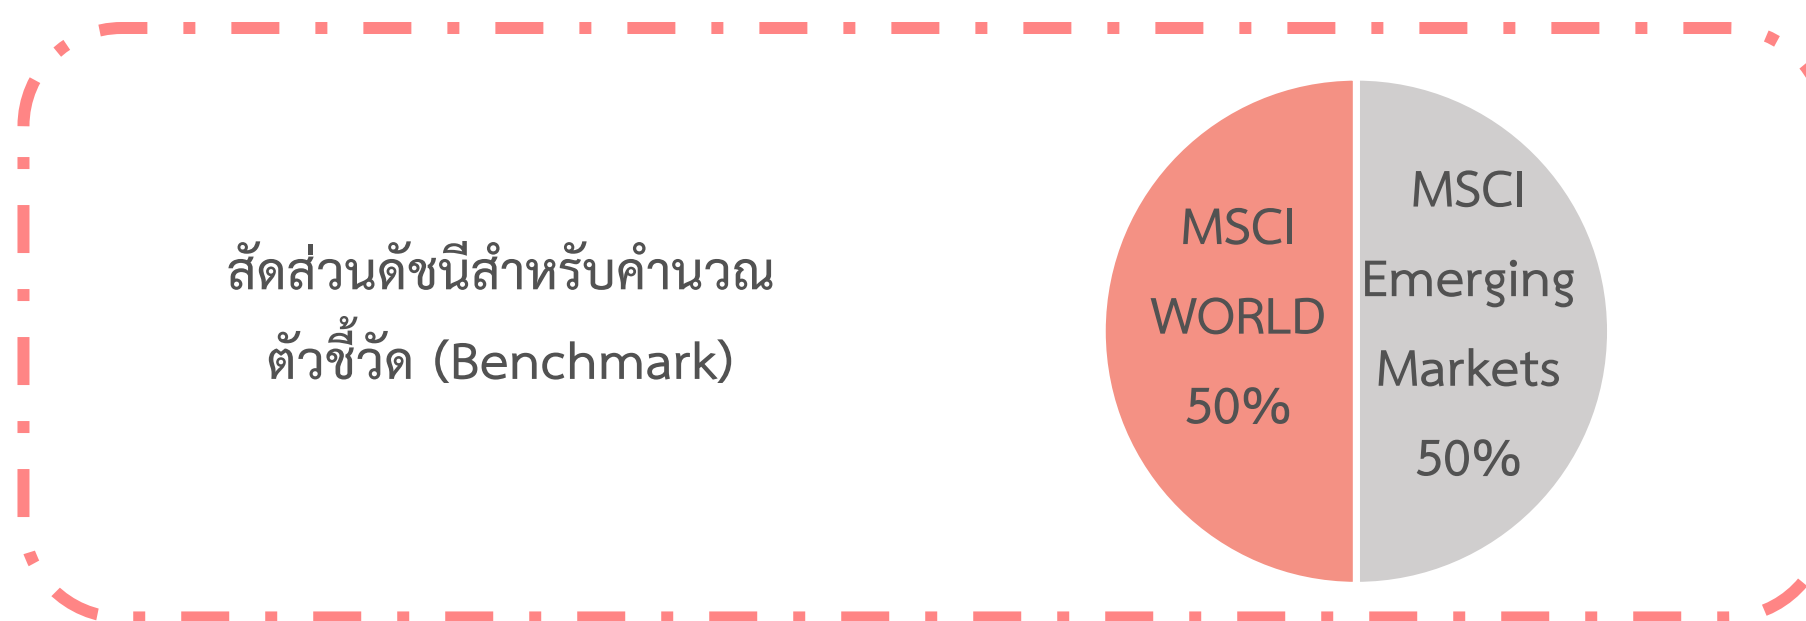 สัดส่วนดัชนีสำหรับคำนวณ
ตัวชี้วัด (Benchmark)
MSCI
WORLD
50%
MSCI
Emerging
Markets
50%